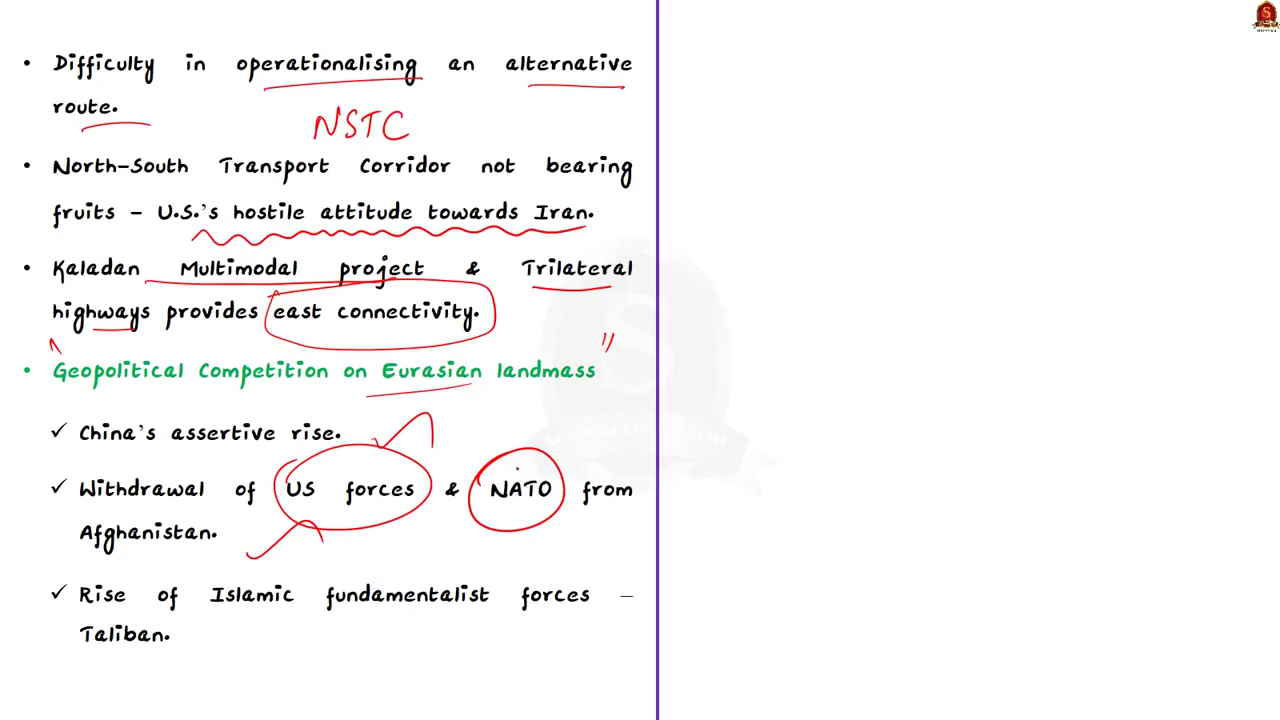 • Difficulty in operationalising an alternative
route.
NSTC
• North-South Transport Corridor not bearing
fruits - U.S.'s hostile attitude towards Iran.
• Kaladan Multimodal project & Trilateral
highways provides east connectivity.
• Geopolitical Competition on Eurasian landmass
✓ China's assertive rise.
✓ Withdrawal of US forces & NATO from
Afghanistan.
✓ Rise of Islamic fundamentalist forces –
Taliban.